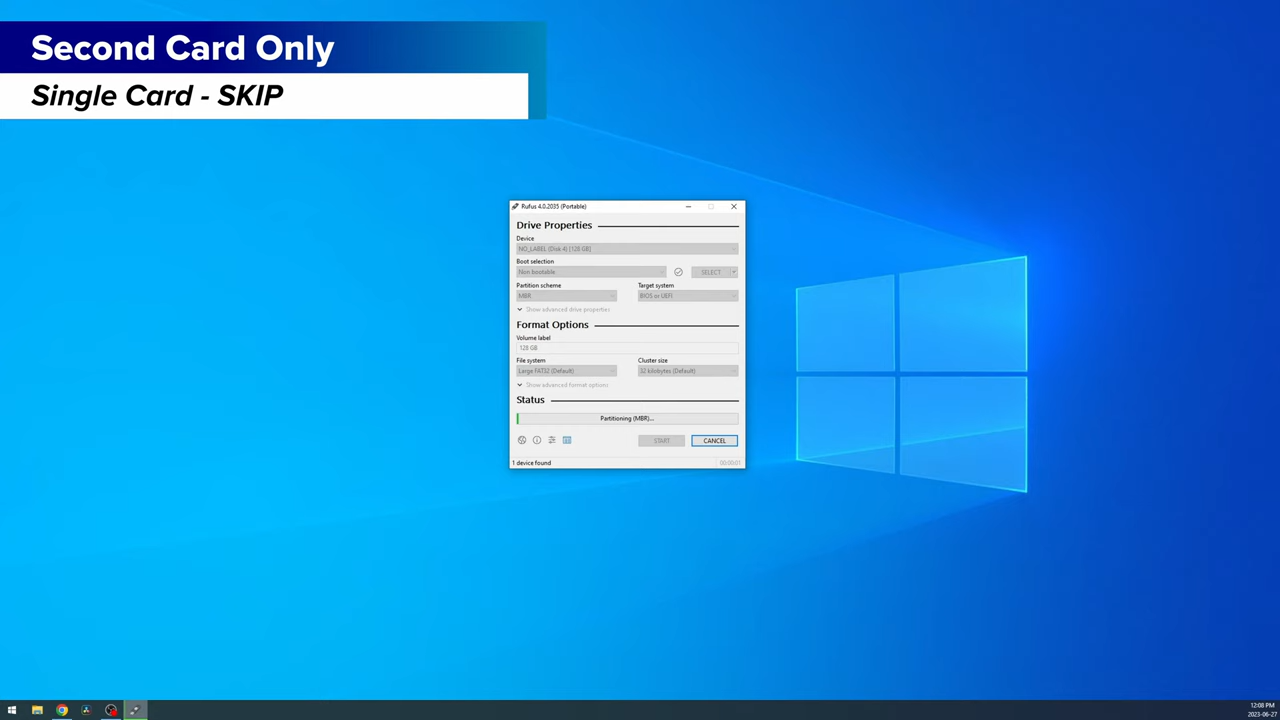 Second Card Only
Single Card - SKIP
Rufus 4.0.2035 (Portable)
Drive Properties
Device
NO_LABEL (Disk 4) [128 GB]
Boot selection
Non bootable
SELECT
Partition scheme
Target system
MBR
BIOS or UEFI
Show advanced drive properties
Format Options
Volume label
128 GB
File system
Cluster size
Large FAT32 (Default)
32 kilobytes (Default)
Show advanced format options
Status
Partitioning (MBR)...
START
CANCEL
1 device found
00:00:01
12:08 PM
2023-06-27